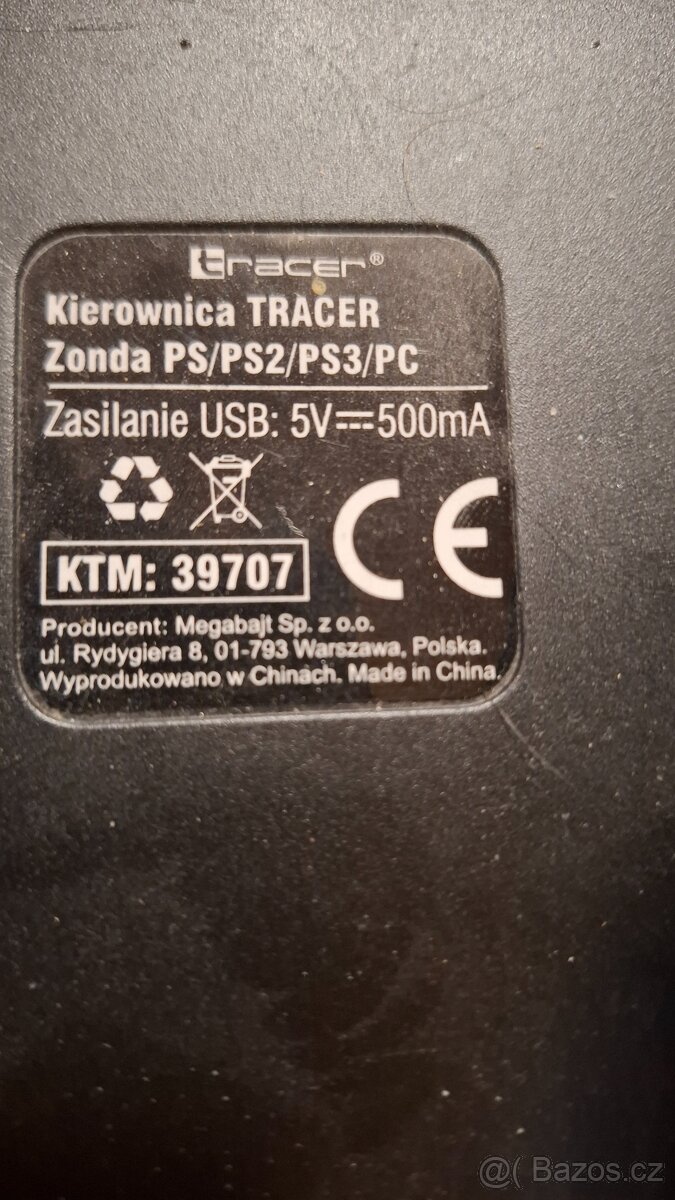 tracer®
Kierownica TRACER
Zonda PS/PS2/PS3/PC
Zasilanie USB: 5V⎓500mA
CE
KTM: 39707
Producent: Megabajt Sp. z o.o.
ul. Rydygiera 8, 01-793 Warszawa, Polska.
Wyprodukowano w Chinach. Made in China.
@( Bazos.cz